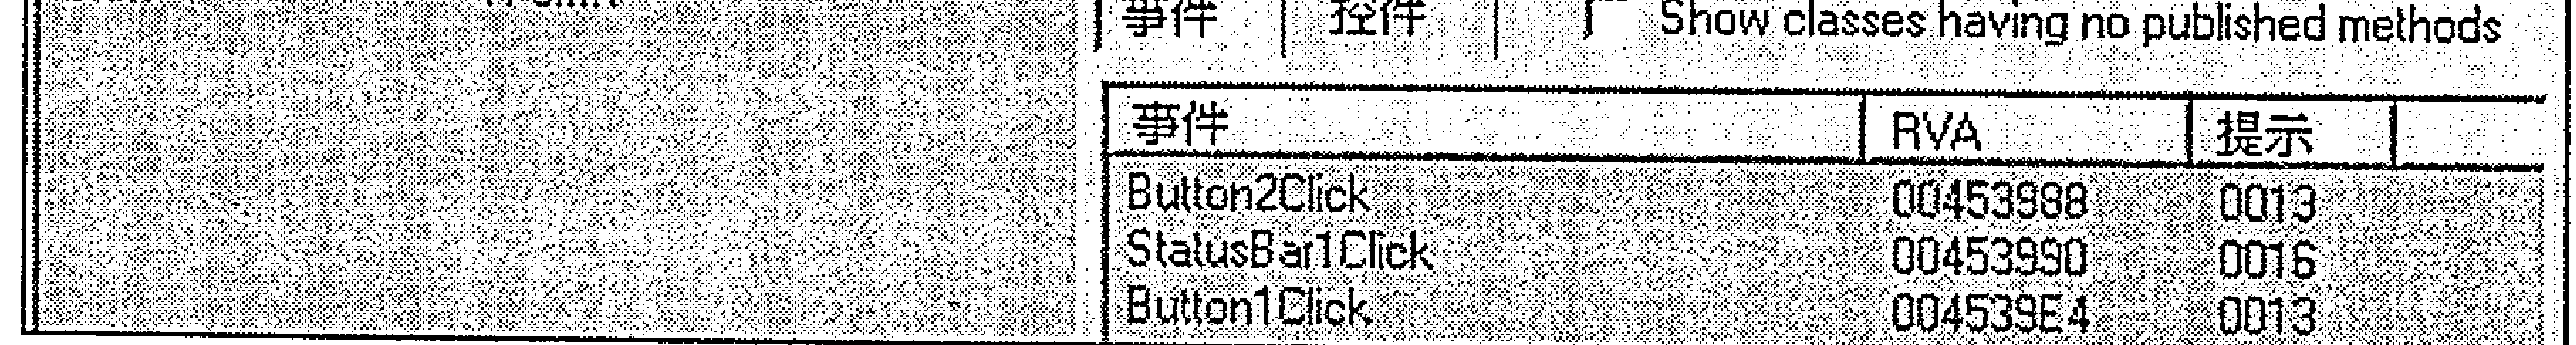 事件 控件 Show classes having no published methods
事件 RVA 提示
Button2Click 00453988 0013
StatusBar1Click 00453990 0016
Button1Click 004539E4 0013